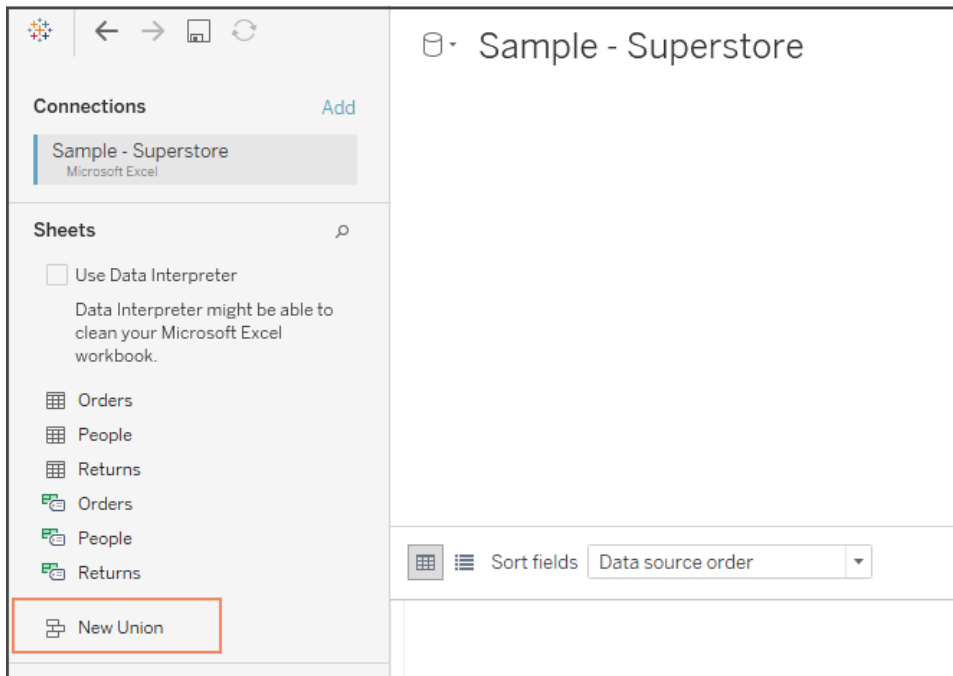 Sample - Superstore
Connections
Add
Sample - Superstore
Microsoft Excel
Sheets
Use Data Interpreter
Data Interpreter might be able to
clean your Microsoft Excel
workbook.
Orders
People
Returns
Orders
People
Returns
New Union
Sort fields
Data source order